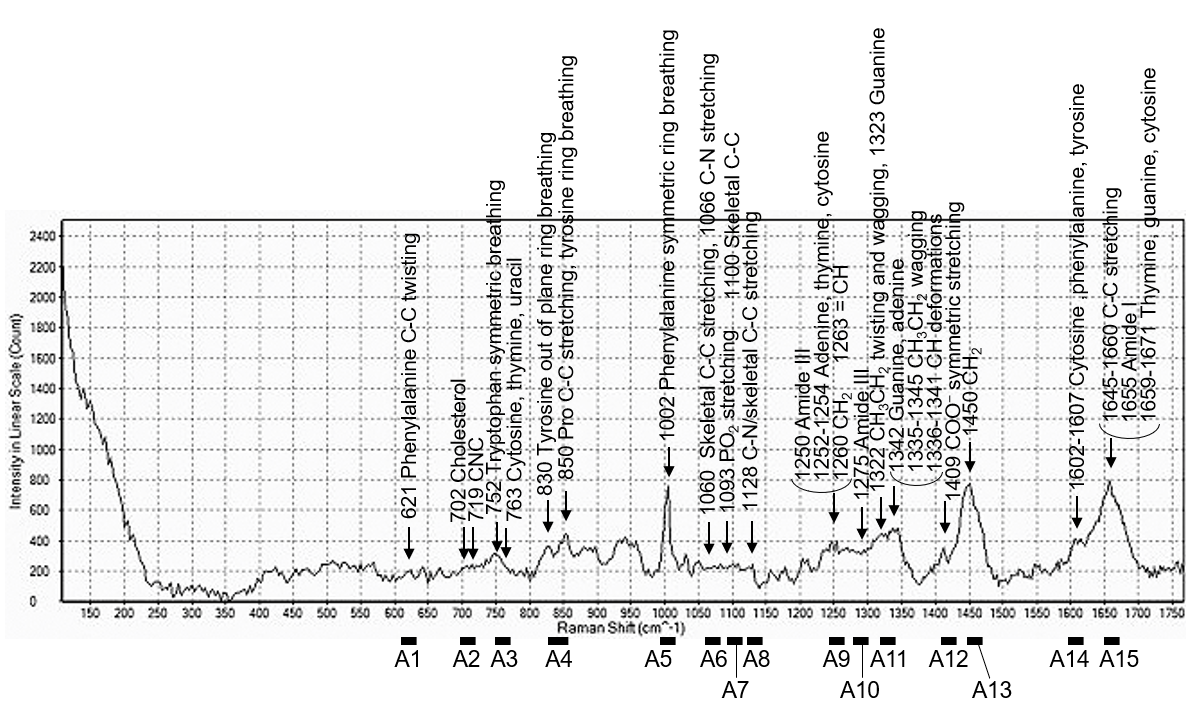 621 Phenylalanine C-C twisting
702 Cholesterol
719 CNC
752 Tryptophan symmetric breathing
763 Cytosine, thymine, uracil
830 Tyrosine out of plane ring breathing
850 Pro C-C stretching, tyrosine ring breathing
1002 Phenylalanine symmetric ring breathing
1060 Skeletal C-C stretching, 1066 C-N stretching
1093 PO2 stretching 1100 Skeletal C-C
1128 C-N/skeletal C-C stretching
1250 Amide III
1252-1254 Adenine, thymine, cytosine
1260 CH2 1263 = CH
1275 Amide III
1322 CH3CH2 twisting and wagging, 1323 Guanine
1342 Guanine, adenine
1335-1345 CH3CH2 wagging
1336-1341 CH deformations
1409 COO⁻ symmetric stretching
1450 CH2
1602-1607 Cytosine ,phenylalanine, tyrosine
1645-1660 C-C stretching
1655 Amide I
1659-1671 Thymine, guanine, cytosine
Intensity in Linear Scale (Count)
2400
2200
2000
1800
1600
1400
1200
1000
800
600
400
200
0
150 200 250 300 350 400 450 500 550 600 650 700 750 800 850 900 950 1000 1050 1100 1150 1200 1250 1300 1350 1400 1450 1500 1550 1600 1650 1700 1750
Raman Shift (cm^-1)
A1 A2 A3 A4 A5 A6 A8 A9 A11 A12 A14 A15
A7 A10 A13